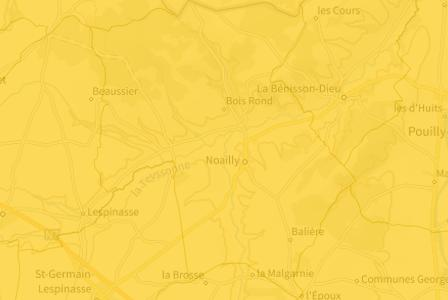 les Cours
Beaussier
La Bénisson-Dieu
Bois Rond
les d'Huits
Pouilly
Noailly
la Teyssonne
Lespinasse
Balière
St-Germain
Lespinasse
la Brosse
la Malgarnie
Communes George
l'Époux